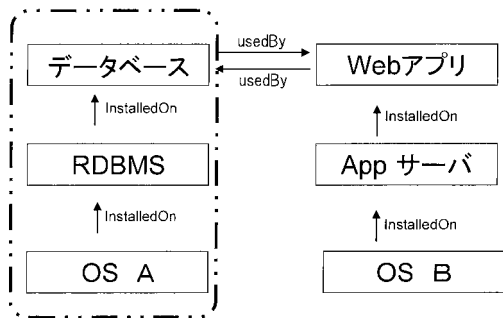 データベース
usedBy
usedBy
Webアプリ
InstalledOn
InstalledOn
RDBMS
App サーバ
InstalledOn
InstalledOn
OS A
OS B